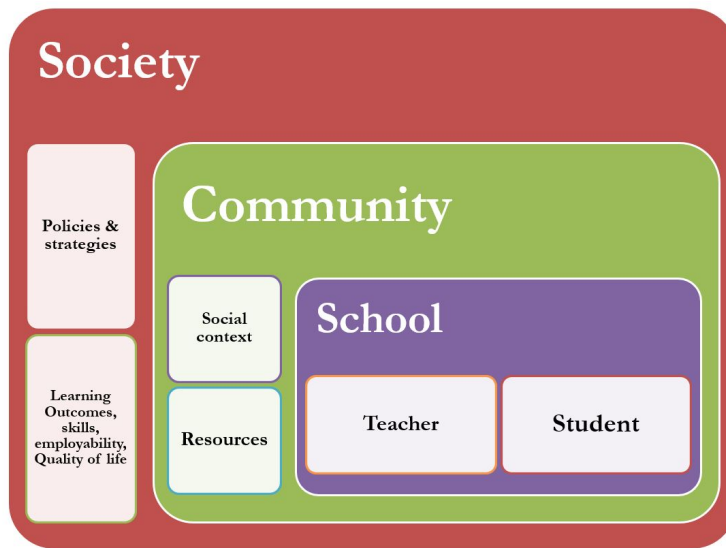 Society
Policies &
strategies
Learning
Outcomes,
skills,
employability,
Quality of life
Community
Social
context
Resources
School
Teacher
Student